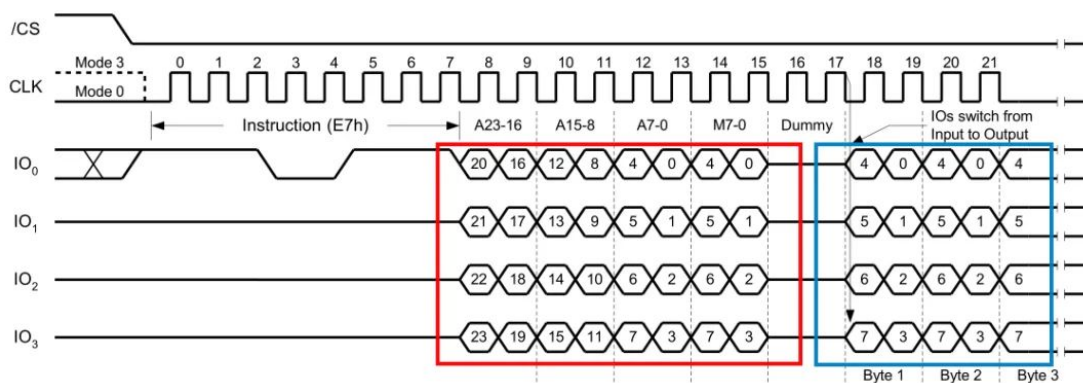 /CS
Mode 3 0 1 2 3 4 5 6 7 8 9 10 11 12 13 14 15 16 17 18 19 20 21
CLK Mode 0
Instruction (E7h) A23-16 A15-8 A7-0 M7-0 Dummy IOs switch from
Input to Output
IO0 20 16 12 8 4 0 4 0 4 0 4 0 4
IO1 21 17 13 9 5 1 5 1 5 1 5 1 5
IO2 22 18 14 10 6 2 6 2 6 2 6 2 6
IO3 23 19 15 11 7 3 7 3 7 3 7 3 7
Byte 1 Byte 2 Byte 3